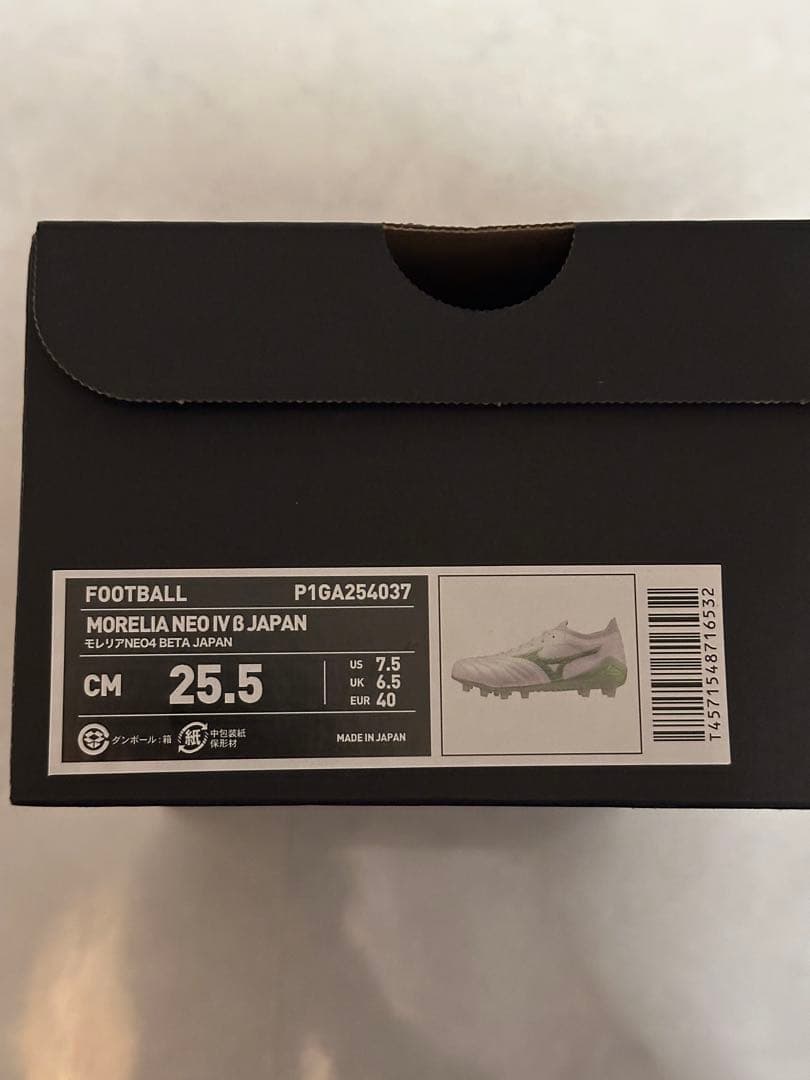 FOOTBALL P1GA254037
MORELIA NEO IV β JAPAN
モレリアNEO4 BETA JAPAN
CM 25.5
US 7.5
UK 6.5
EUR 40
ダンボール:箱
紙
中包装紙
保形材
MADE IN JAPAN
T4571548716532